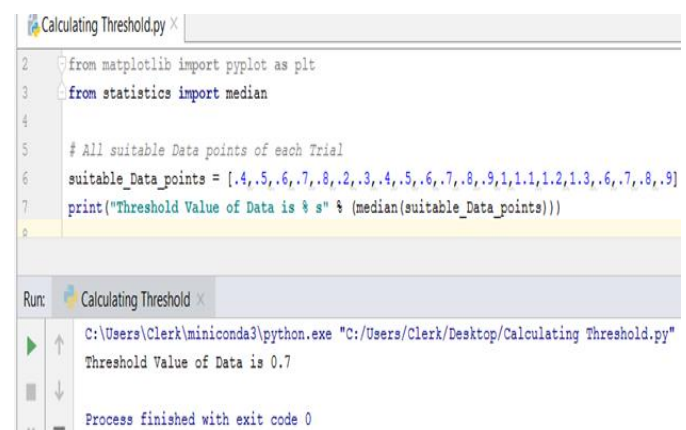 Calculating Threshold.py ×
2 from matplotlib import pyplot as plt
3 from statistics import median
4
5 # All suitable Data points of each Trial
6 suitable_Data_points = [.4,.5,.6,.7,.8,.2,.3,.4,.5,.6,.7,.8,.9,1,1.1,1.2,1.3,.6,.7,.8,.9]
7 print("Threshold Value of Data is % s" % (median(suitable_Data_points)))
Run: Calculating Threshold ×
C:\Users\Clerk\miniconda3\python.exe "C:/Users/Clerk/Desktop/Calculating Threshold.py"
Threshold Value of Data is 0.7
Process finished with exit code 0